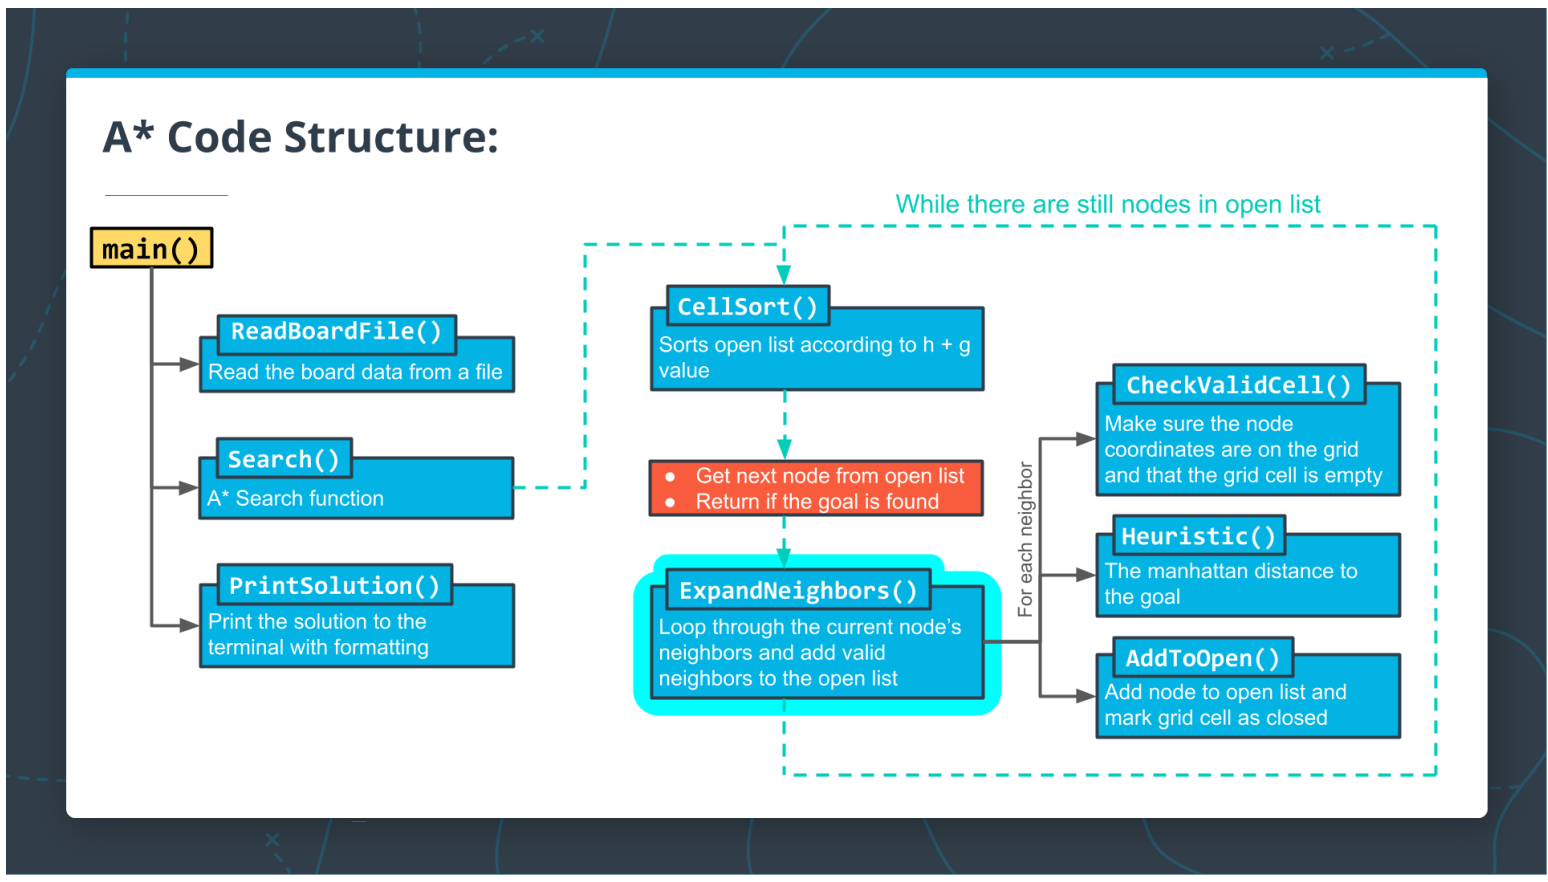 A* Code Structure:
While there are still nodes in open list
main()
ReadBoardFile()
Read the board data from a file
Search()
A* Search function
PrintSolution()
Print the solution to the
terminal with formatting
CellSort()
Sorts open list according to h + g
value
● Get next node from open list
● Return if the goal is found
ExpandNeighbors()
Loop through the current node’s
neighbors and add valid
neighbors to the open list
For each neighbor
CheckValidCell()
Make sure the node
coordinates are on the grid
and that the grid cell is empty
Heuristic()
The manhattan distance to
the goal
AddToOpen()
Add node to open list and
mark grid cell as closed